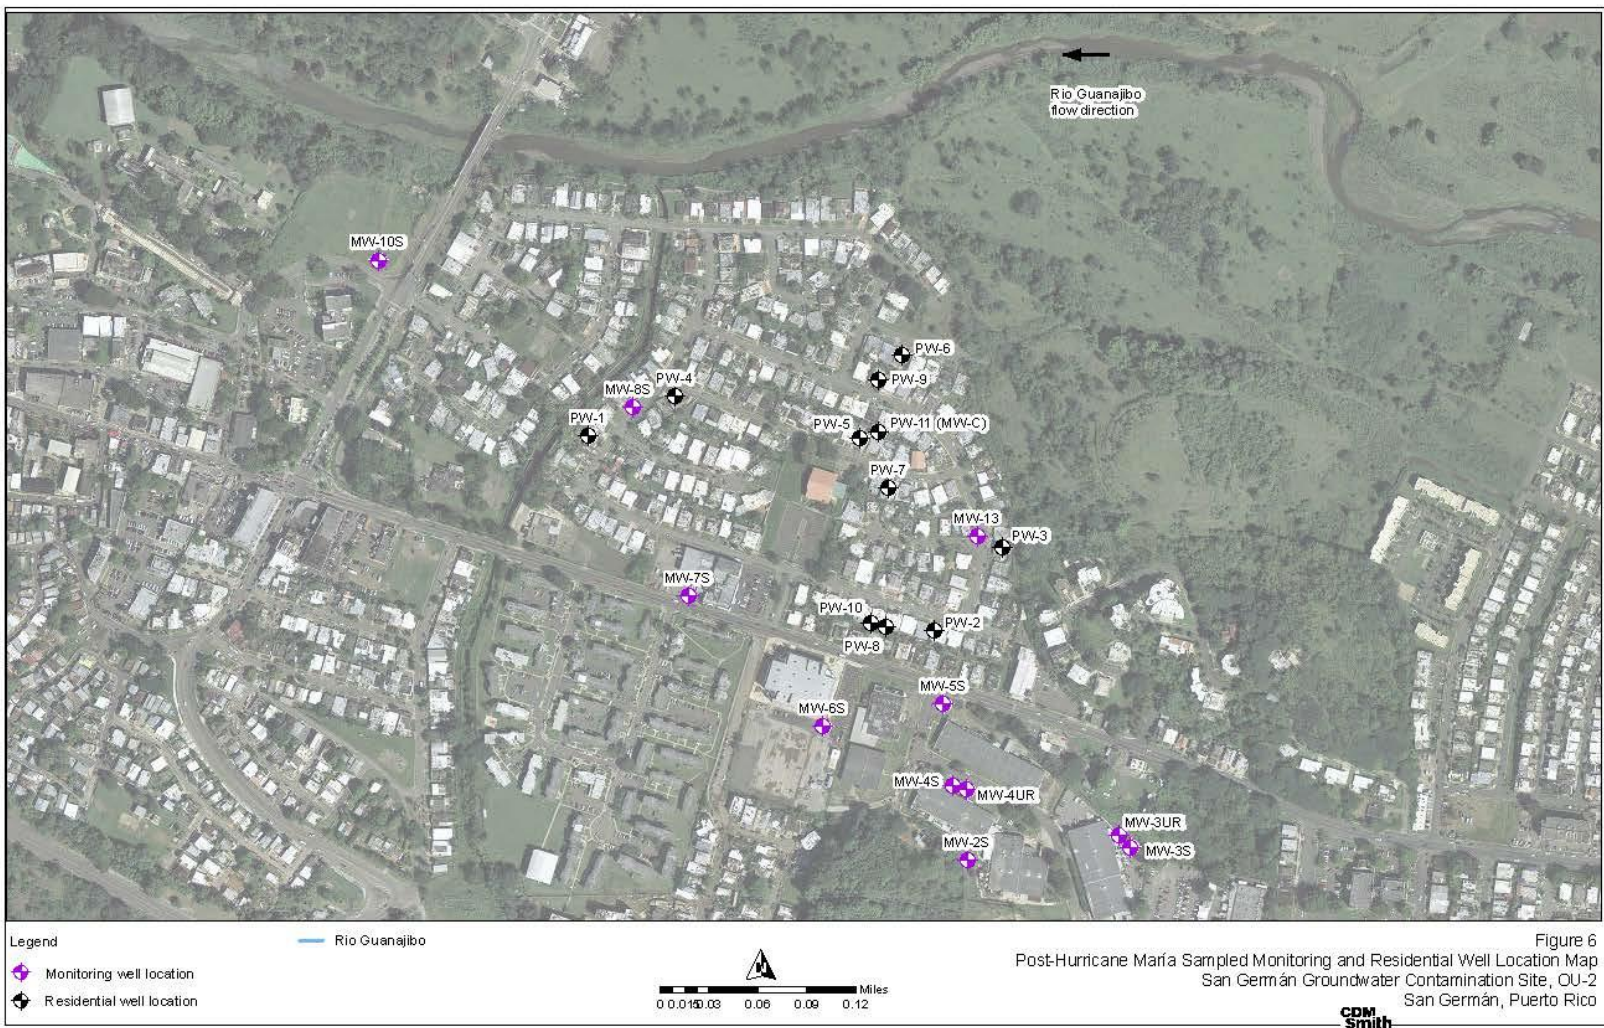 Rio Guanajibo
flow direction
MW-10S
PW-6
PW-9
PW-4
MW-8S
PW-1
PW-5
PW-11 (MW-C)
PW-7
MW-13
PW-3
MW-7S
PW-10
PW-8
PW-2
MW-5S
MW-6S
MW-4S
MW-4UR
MW-3UR
MW-3S
MW-2S
Legend
Rio Guanajibo
Monitoring well location
Residential well location
N
0 0.015 0.03 0.06 0.09 0.12 Miles
Figure 6
Post-Hurricane María Sampled Monitoring and Residential Well Location Map
San Germán Groundwater Contamination Site, OU-2
San Germán, Puerto Rico
CDM
Smith